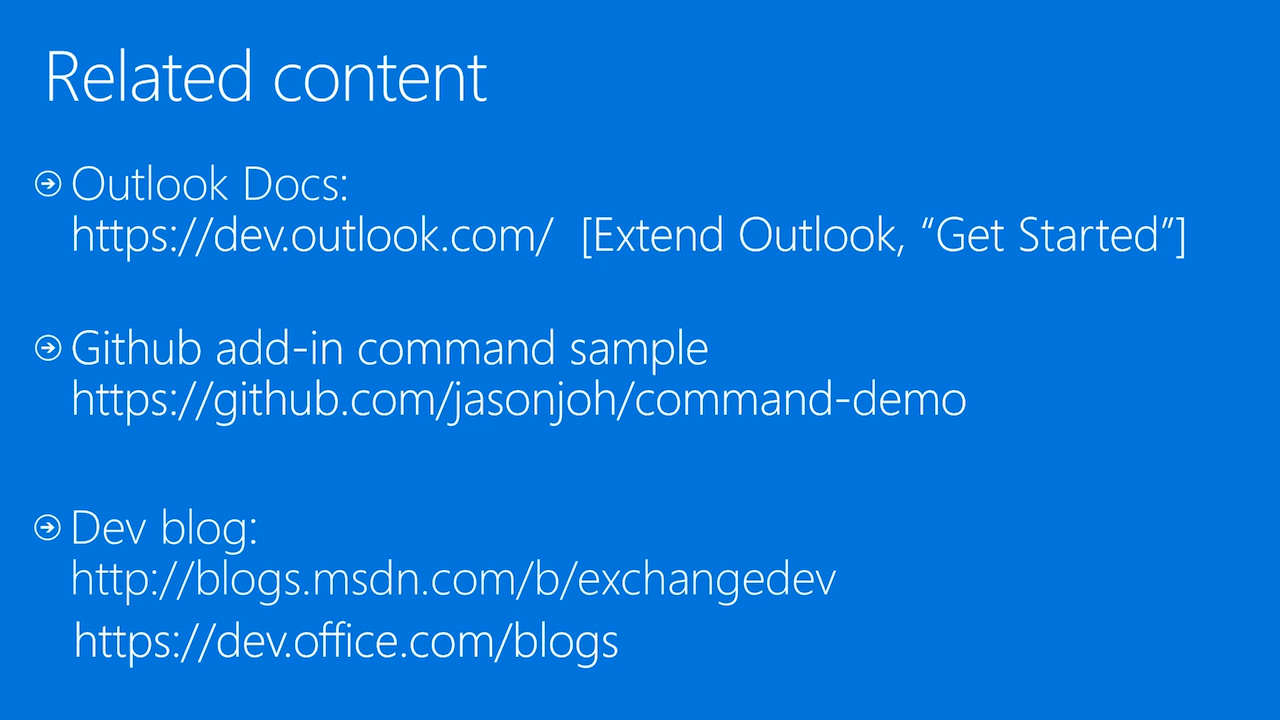 Related content
Outlook Docs:
https://dev.outlook.com/ [Extend Outlook, “Get Started”]
Github add-in command sample
https://github.com/jasonjoh/command-demo
Dev blog:
http://blogs.msdn.com/b/exchangedev
https://dev.office.com/blogs